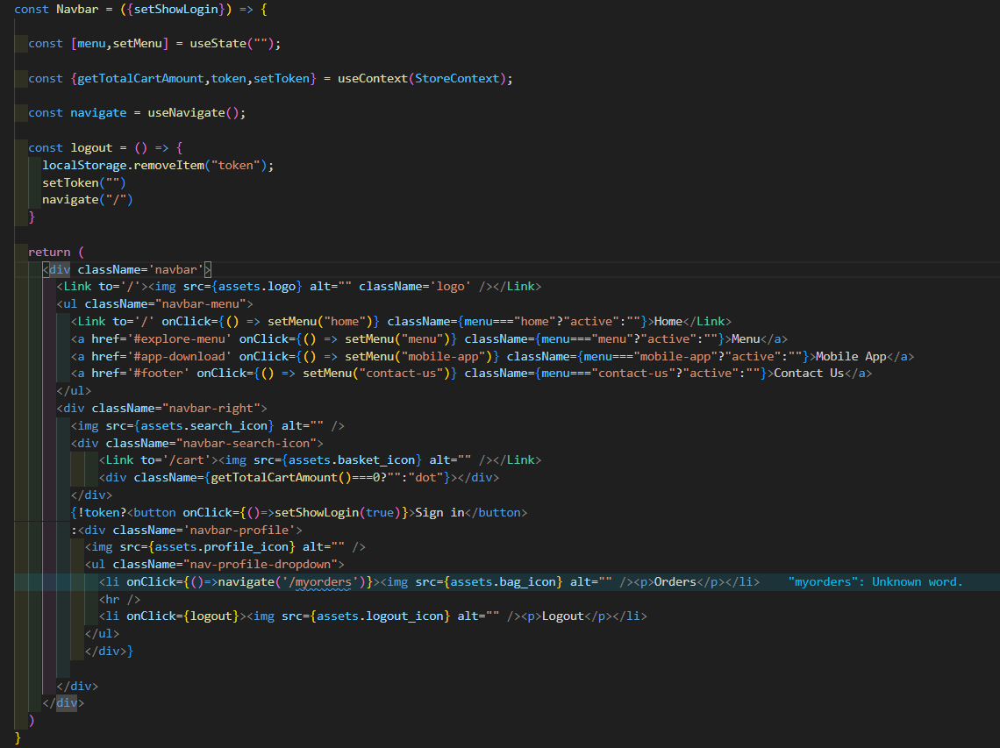 const Navbar = ({setShowLogin}) => {
const [menu,setMenu] = useState("");
const {getTotalCartAmount,token,setToken} = useContext(StoreContext);
const navigate = useNavigate();
const logout = () => {
localStorage.removeItem("token");
setToken("")
navigate("/")
}
return (
<div className='navbar'>
<Link to='/'><img src={assets.logo} alt="" className='logo' /></Link>
<ul className="navbar-menu">
<Link to='/' onClick={() => setMenu("home")} className={menu==="home"?"active":""}>Home</Link>
<a href='#explore-menu' onClick={() => setMenu("menu")} className={menu==="menu"?"active":""}>Menu</a>
<a href='#app-download' onClick={() => setMenu("mobile-app")} className={menu==="mobile-app"?"active":""}>Mobile App</a>
<a href='#footer' onClick={() => setMenu("contact-us")} className={menu==="contact-us"?"active":""}>Contact Us</a>
</ul>
<div className="navbar-right">
<img src={assets.search_icon} alt="" />
<div className="navbar-search-icon">
<Link to='/cart'><img src={assets.basket_icon} alt="" /></Link>
<div className={getTotalCartAmount()===0?"":"dot"}></div>
</div>
{!token?<button onClick={()=>setShowLogin(true)}>Sign in</button>
:<div className='navbar-profile'>
<img src={assets.profile_icon} alt="" />
<ul className="nav-profile-dropdown">
<li onClick={()=>navigate('/myorders')}><img src={assets.bag_icon} alt="" /><p>Orders</p></li> "myorders": Unknown word.
<hr />
<li onClick={logout}><img src={assets.logout_icon} alt="" /><p>Logout</p></li>
</ul>
</div>}
</div>
</div>
)
}